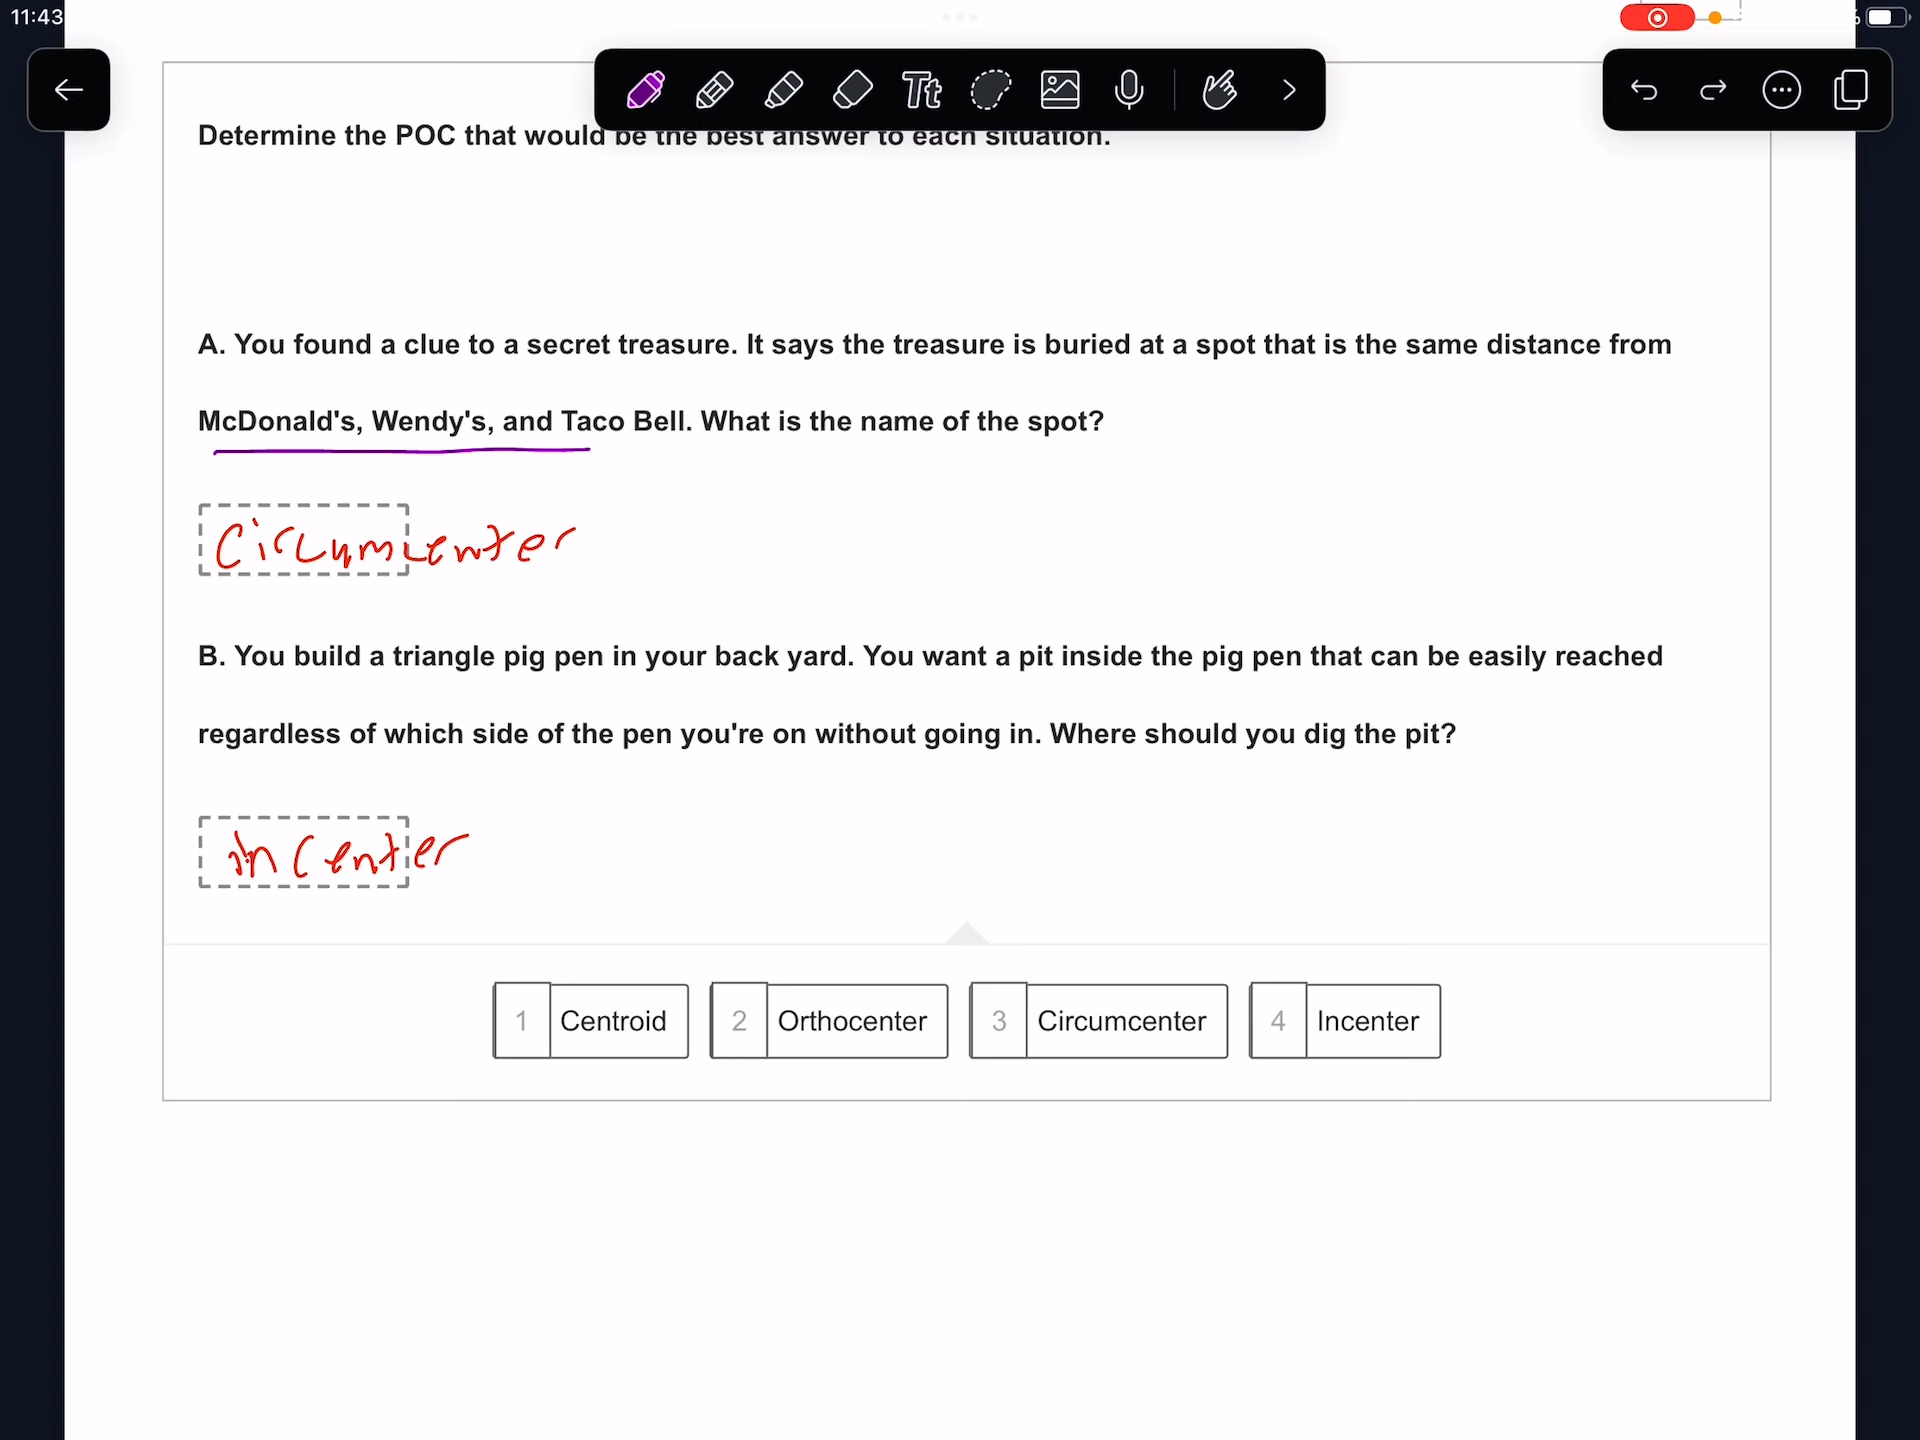 11:43
Tt
Determine the POC that would be the best answer to each situation.
A. You found a clue to a secret treasure. It says the treasure is buried at a spot that is the same distance from
McDonald's, Wendy's, and Taco Bell. What is the name of the spot?
Circumcenter
B. You build a triangle pig pen in your back yard. You want a pit inside the pig pen that can be easily reached
regardless of which side of the pen you're on without going in. Where should you dig the pit?
incenter
1 Centroid 2 Orthocenter 3 Circumcenter 4 Incenter